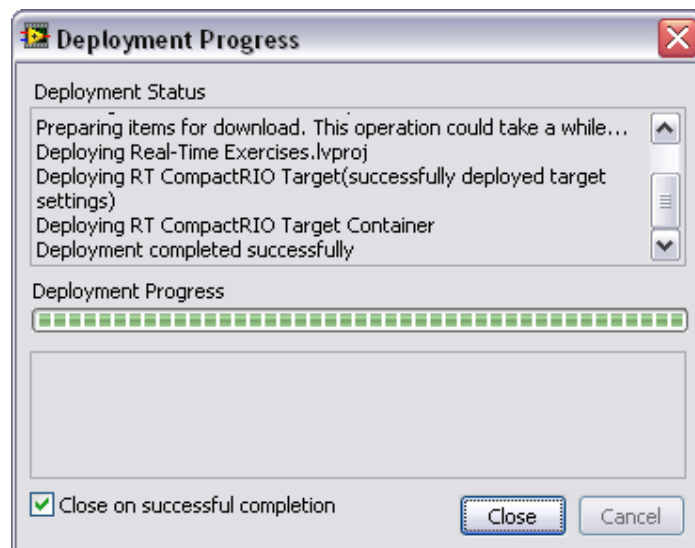 Deployment Progress
Deployment Status
Preparing items for download. This operation could take a while...
Deploying Real-Time Exercises.lvproj
Deploying RT CompactRIO Target(successfully deployed target
settings)
Deploying RT CompactRIO Target Container
Deployment completed successfully
Deployment Progress
Close on successful completion
Close
Cancel